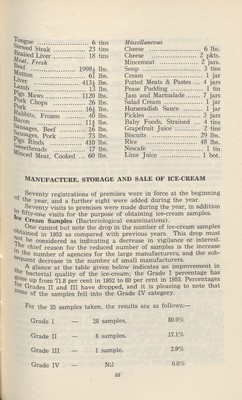 Tongue ... 6 tins
Stewed Steak ... 23 tins
Braised Liver ... 18 tins
Meat, Fresh
Beef ... 1998½ lbs.
Mutton ... 61 lbs.
Liver ... 413¼ lbs.
Lamb ... 13 lbs.
Pigs Maws ... 1120 lbs.
Pork Chops ... 26 lbs.
Pork ... 16¼ lbs.
Rabbits, Frozen ... 40 lbs.
Bacon ... 11½ lbs.
Sausages, Beef ... 16 lbs.
Sausages, Pork ... 73 lbs.
Pigs Rinds ... 410 lbs.
Sweetbreads ... 17 lbs.
Minced Meat, Cooked ... 60 lbs.
Miscellaneous
Cheese ... 6 lbs.
Cheese ... 2 pkts.
Mincemeat ... 2 jars.
Soup ... 3 tins
Cream ... 1 jar
Potted Meats & Pastes ... 4 jars
Pease Pudding ... 1 tin
Jam and Marmalade ... 7 jars
Salad Cream ... 1 jar
Horseradish Sauce ... 1 jar
Pickles ... 3 jars
Baby Foods, Strained ... 4 tins
Grapefruit Juice ... 2 tins
Biscuits ... 29 lbs.
Rice ... 48 lbs.
Nescafe ... 1 tin
Lime Juice ... 1 bot.
MANUFACTURE, STORAGE AND SALE OF ICE-CREAM
Seventy registrations of premises were in force at the beginning
of the year, and a further eight were added during the year.
Seventy visits to premises were made during the year, in addition
to fifty-one visits for the purpose of obtaining ice-cream samples.
Ice Cream Samples (Bacteriological examinations)
One cannot but note the drop in the number of ice-cream samples
obtained in 1953 as compared with previous years. This drop must
not be considered as indicating a decrease in vigilance or interest.
The chief reason for the reduced number of samples is the increase
in the number of agencies for the large manufacturers, and the sub-
sequent decrease in the number of small manufacturers.
A glance at the table given below indicates an improvement in
the bacterial quality of the ice-cream; the Grade I percentage has
gone up from 71.8 per cent in 1952 to 80 per cent in 1953. Percentages
for Grades II and III have dropped, and it is pleasing to note that
none of the samples fell into the Grade IV category.
For the 35 samples taken, the results are as follows:—
Grade I — 28 samples. 80.0%
Grade II — 6 samples. 17.1%
Grade III — 1 sample. 2.9%
Grade IV — Nil 0.0%